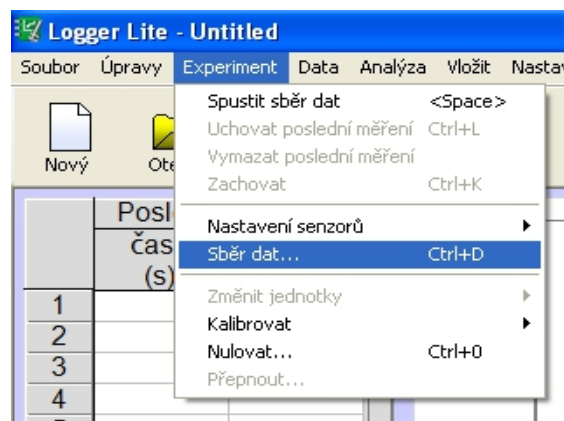 Logger Lite - Untitled
Soubor Úpravy Experiment Data Analýza Vložit
Spustit sběr dat <Space>
Uchovat poslední měření Ctrl+L
Vymazat poslední měření
Zachovat Ctrl+K
Nastavení senzorů
Sběr dat... Ctrl+D
Změnit jednotky
Kalibrovat
Nulovat... Ctrl+0
Přepnout...
Nový
čas
(s)
1
2
3
4